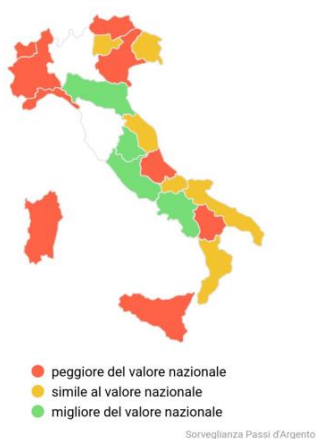 peggiore del valore nazionale
simile al valore nazionale
migliore del valore nazionale
Sorveglianza Passi d'Argento